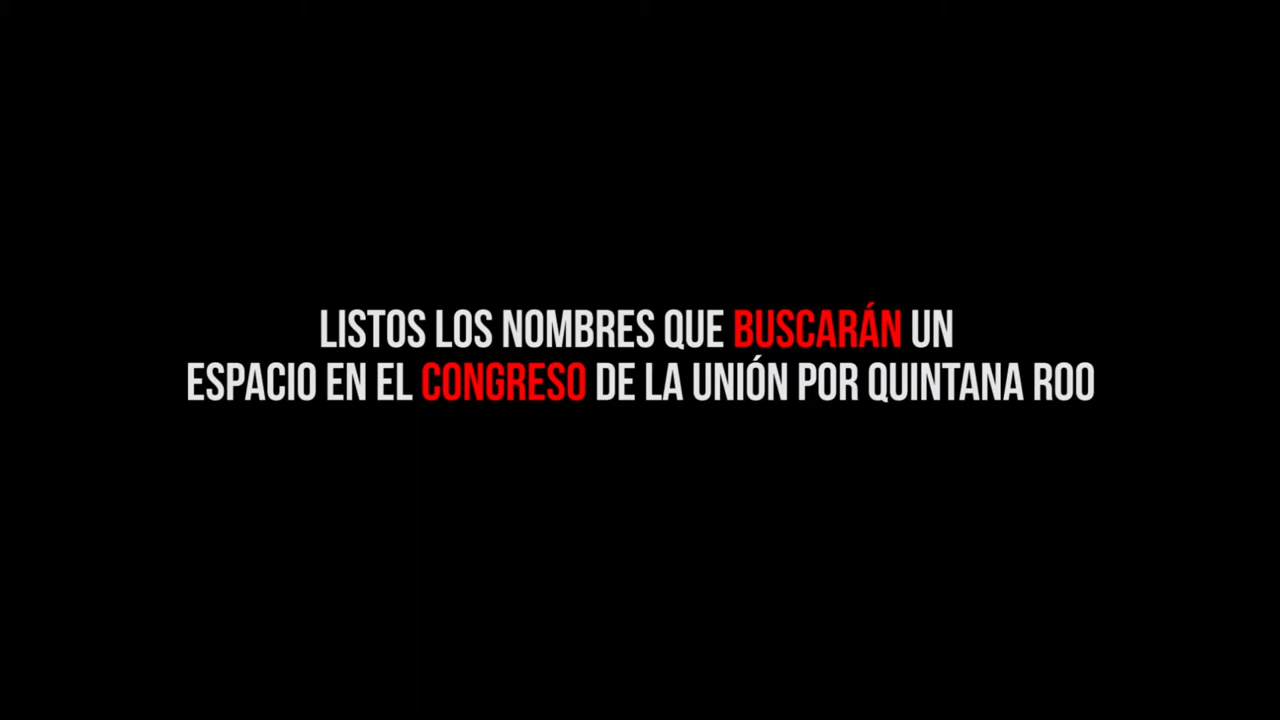 LISTOS LOS NOMBRES QUE BUSCARÁN UN
ESPACIO EN EL CONGRESO DE LA UNIÓN POR QUINTANA ROO